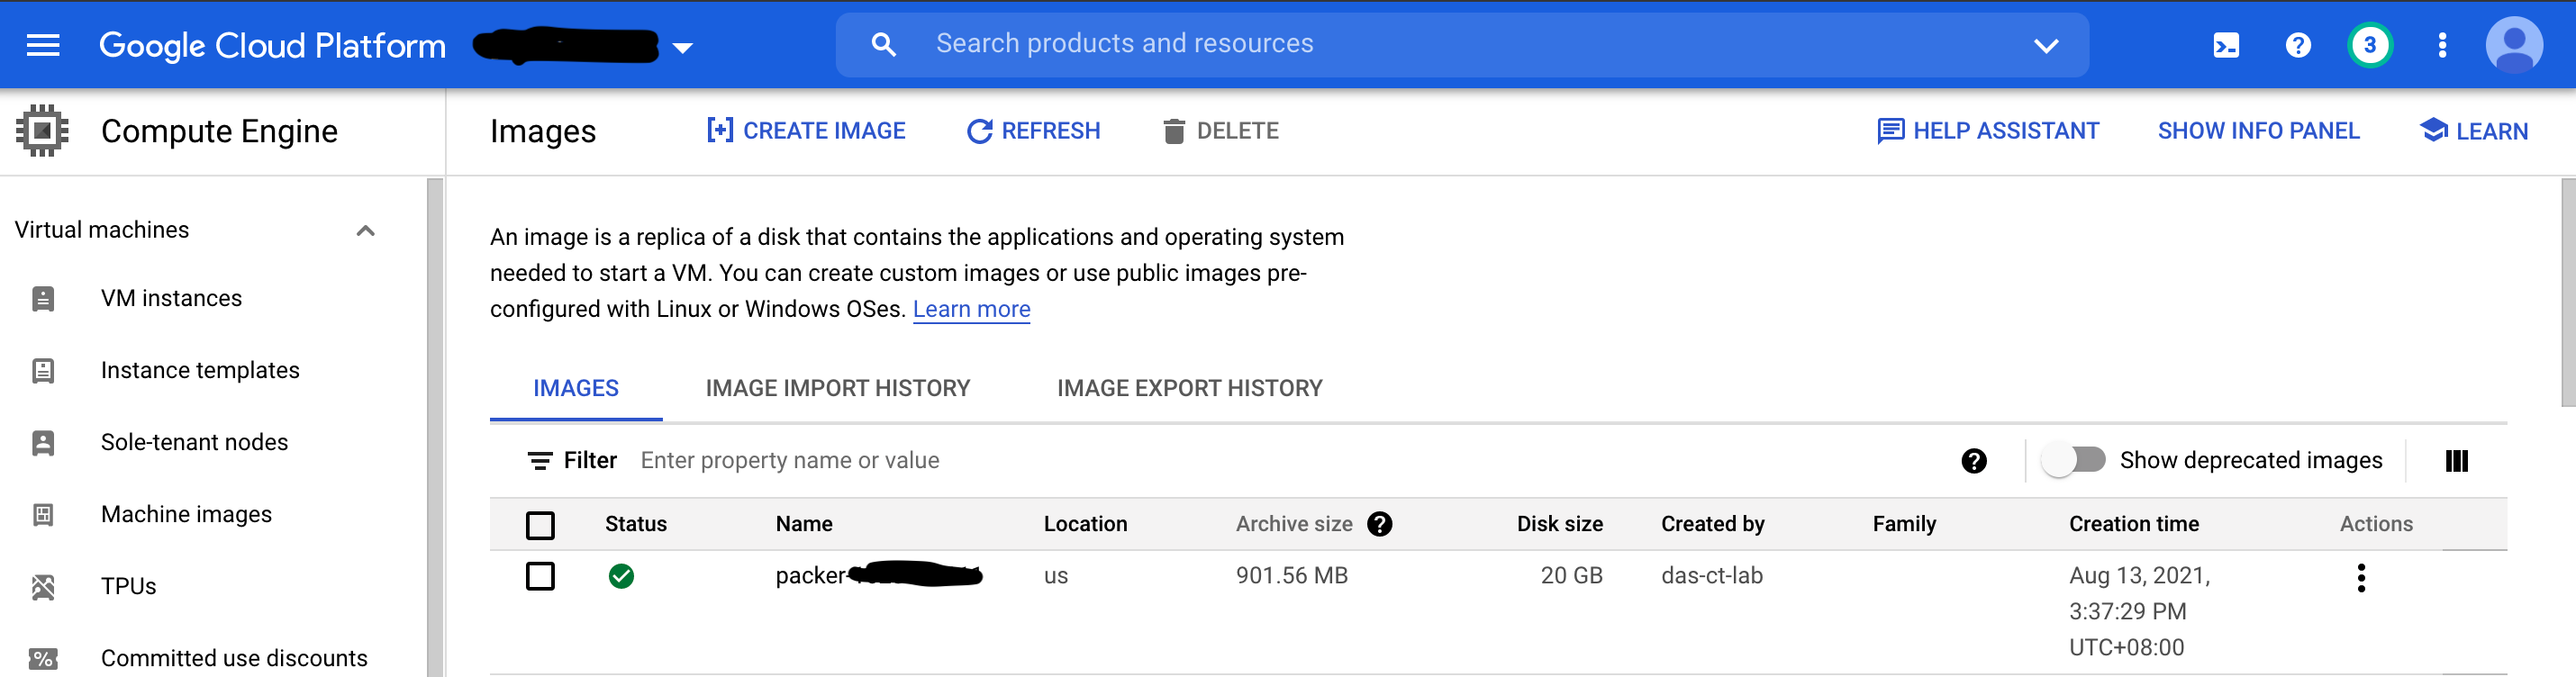 Google Cloud Platform
Search products and resources
3
Compute Engine
Images
CREATE IMAGE
REFRESH
DELETE
HELP ASSISTANT
SHOW INFO PANEL
LEARN
Virtual machines
VM instances
Instance templates
Sole-tenant nodes
Machine images
TPUs
Committed use discounts
An image is a replica of a disk that contains the applications and operating system
needed to start a VM. You can create custom images or use public images pre-
configured with Linux or Windows OSes. Learn more
IMAGES
IMAGE IMPORT HISTORY
IMAGE EXPORT HISTORY
Filter Enter property name or value
Show deprecated images
Status Name Location Archive size Disk size Created by Family Creation time Actions
packer- us 901.56 MB 20 GB das-ct-lab Aug 13, 2021,
3:37:29 PM
UTC+08:00